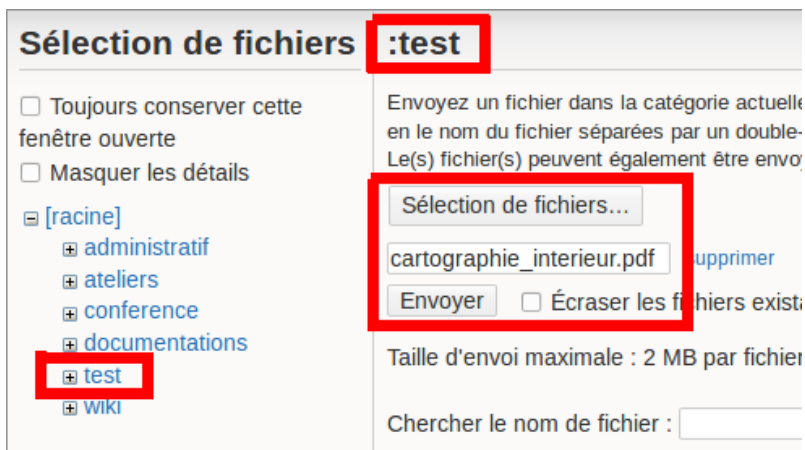 Sélection de fichiers
Toujours conserver cette
fenêtre ouverte
Masquer les détails
[racine]
administratif
ateliers
conference
documentations
test
wiki
:test
Envoyez un fichier dans la catégorie actuelle
en le nom du fichier séparées par un double-
Le(s) fichier(s) peuvent également être envoy
Sélection de fichiers…
cartographie_interieur.pdf supprimer
Envoyer Écraser les fichiers exista
Taille d'envoi maximale : 2 MB par fichier
Chercher le nom de fichier :